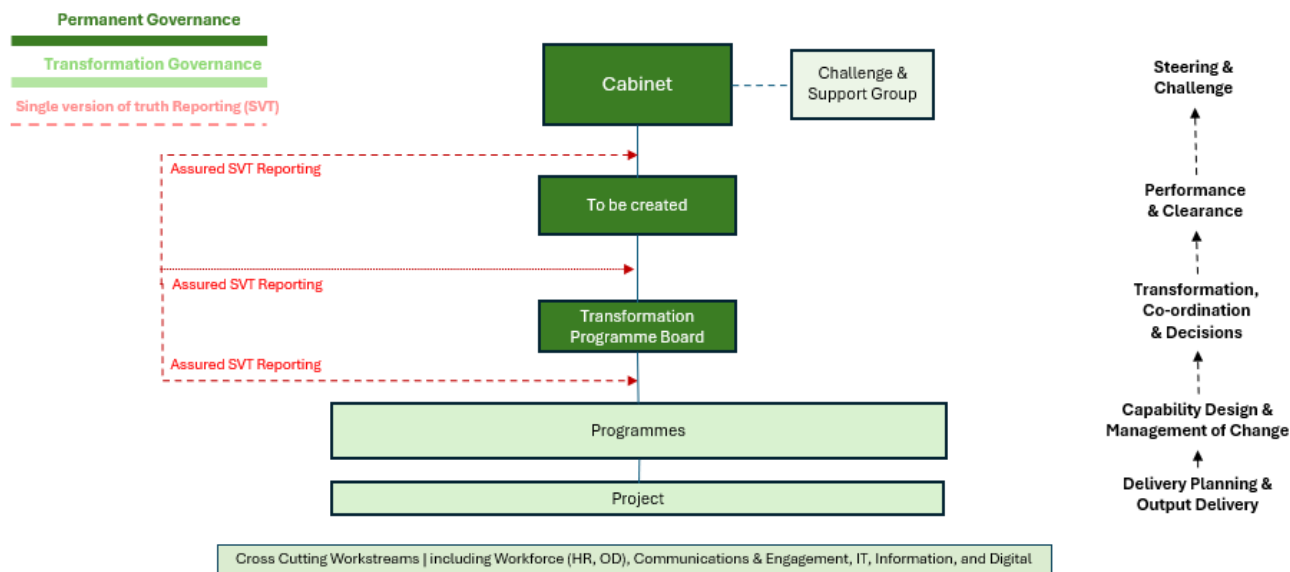 Permanent Governance
Transformation Governance
Single version of truth Reporting (SVT)
Cabinet
Challenge &
Support Group
Steering &
Challenge
Assured SVT Reporting
To be created
Performance
& Clearance
Assured SVT Reporting
Transformation
Programme Board
Transformation,
Co-ordination
& Decisions
Assured SVT Reporting
Programmes
Capability Design &
Management of Change
Project
Delivery Planning &
Output Delivery
Cross Cutting Workstreams | including Workforce (HR, OD), Communications & Engagement, IT, Information, and Digital